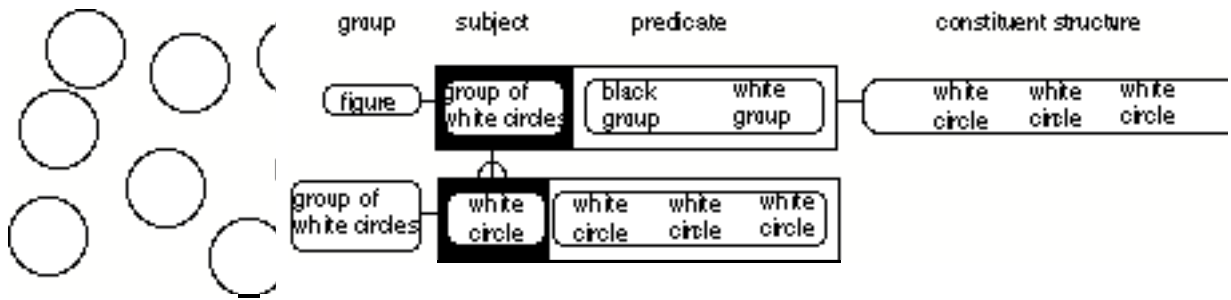 group subject predicate constituent structure
figure
group of white circles
black group
white group
white circle
white circle
white circle
group of white circles
white circle
white circle
white circle
white circle